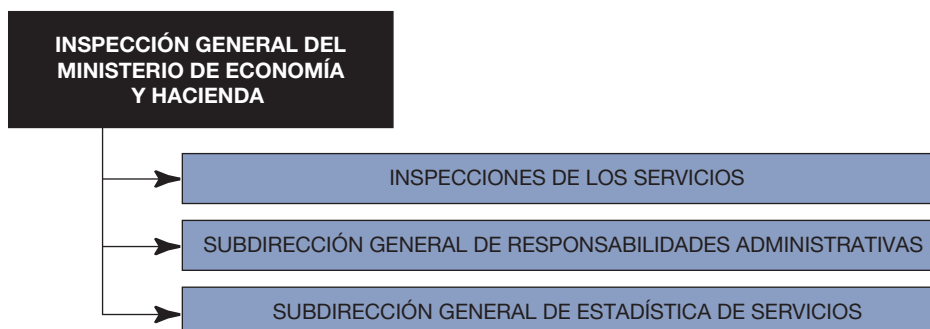 INSPECCIÓN GENERAL DEL
MINISTERIO DE ECONOMÍA
Y HACIENDA
INSPECCIONES DE LOS SERVICIOS
SUBDIRECCIÓN GENERAL DE RESPONSABILIDADES ADMINISTRATIVAS
SUBDIRECCIÓN GENERAL DE ESTADÍSTICA DE SERVICIOS